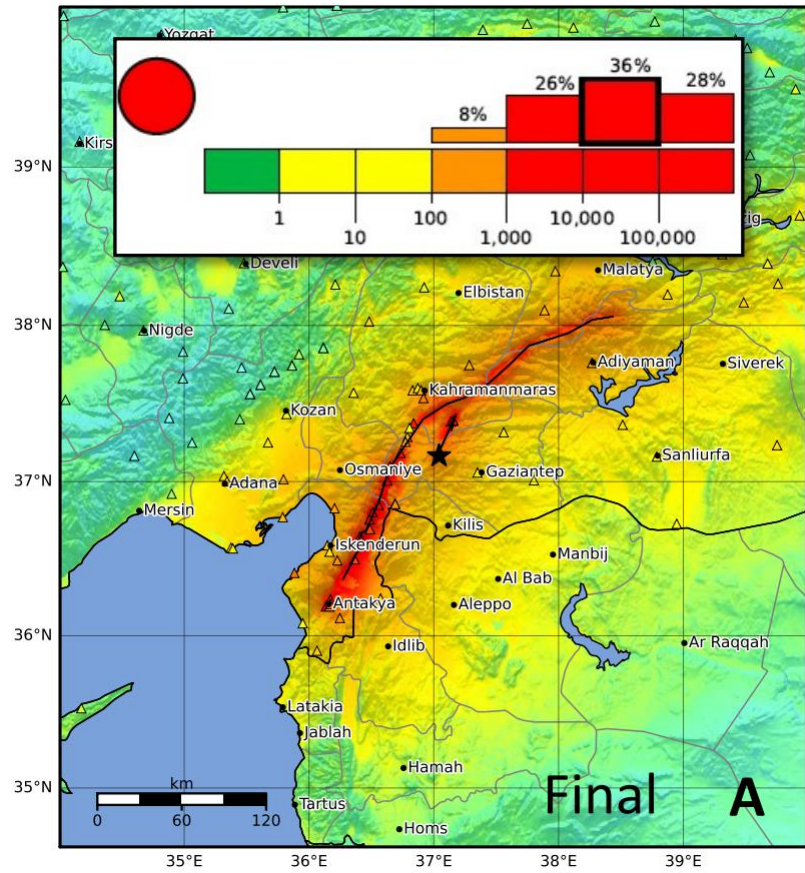 Yozgat
36%
26%
28%
8%
Kirs
39°N
1
100
1,000
10,000
100,000
10
zig
Develi
Malatya
Elbistan
38°N
Nigde
Adiyaman
Siverek
Kahramanmaras
Kozan
37°N
Osmaniye
Gaziantep
Sanliurfa
Adana
Mersin
Kilis
Iskenderun
Manbij
Al Bab
Antakya
Aleppo
36°N
Idlib
Ar Raqqah
Latakia
Jablah
Hamah
35°N
km
Final A
0 60 120
Tartus
Homs
35°E 36°E 37°E 38°E 39°E